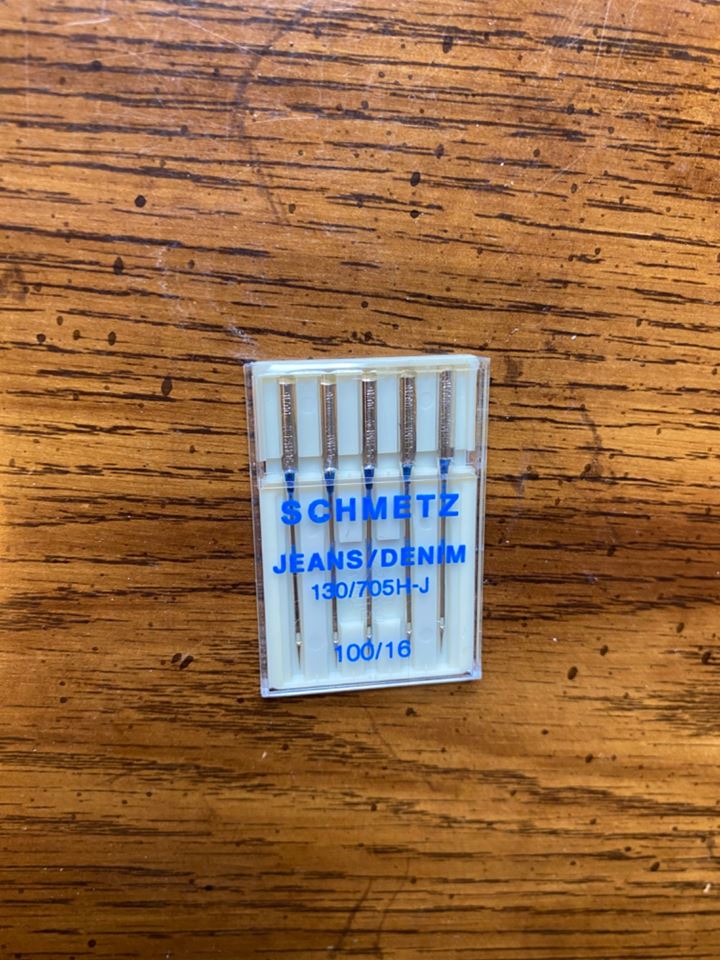 SCHMETZ
JEANS/DENIM
130/705H-J
100/16